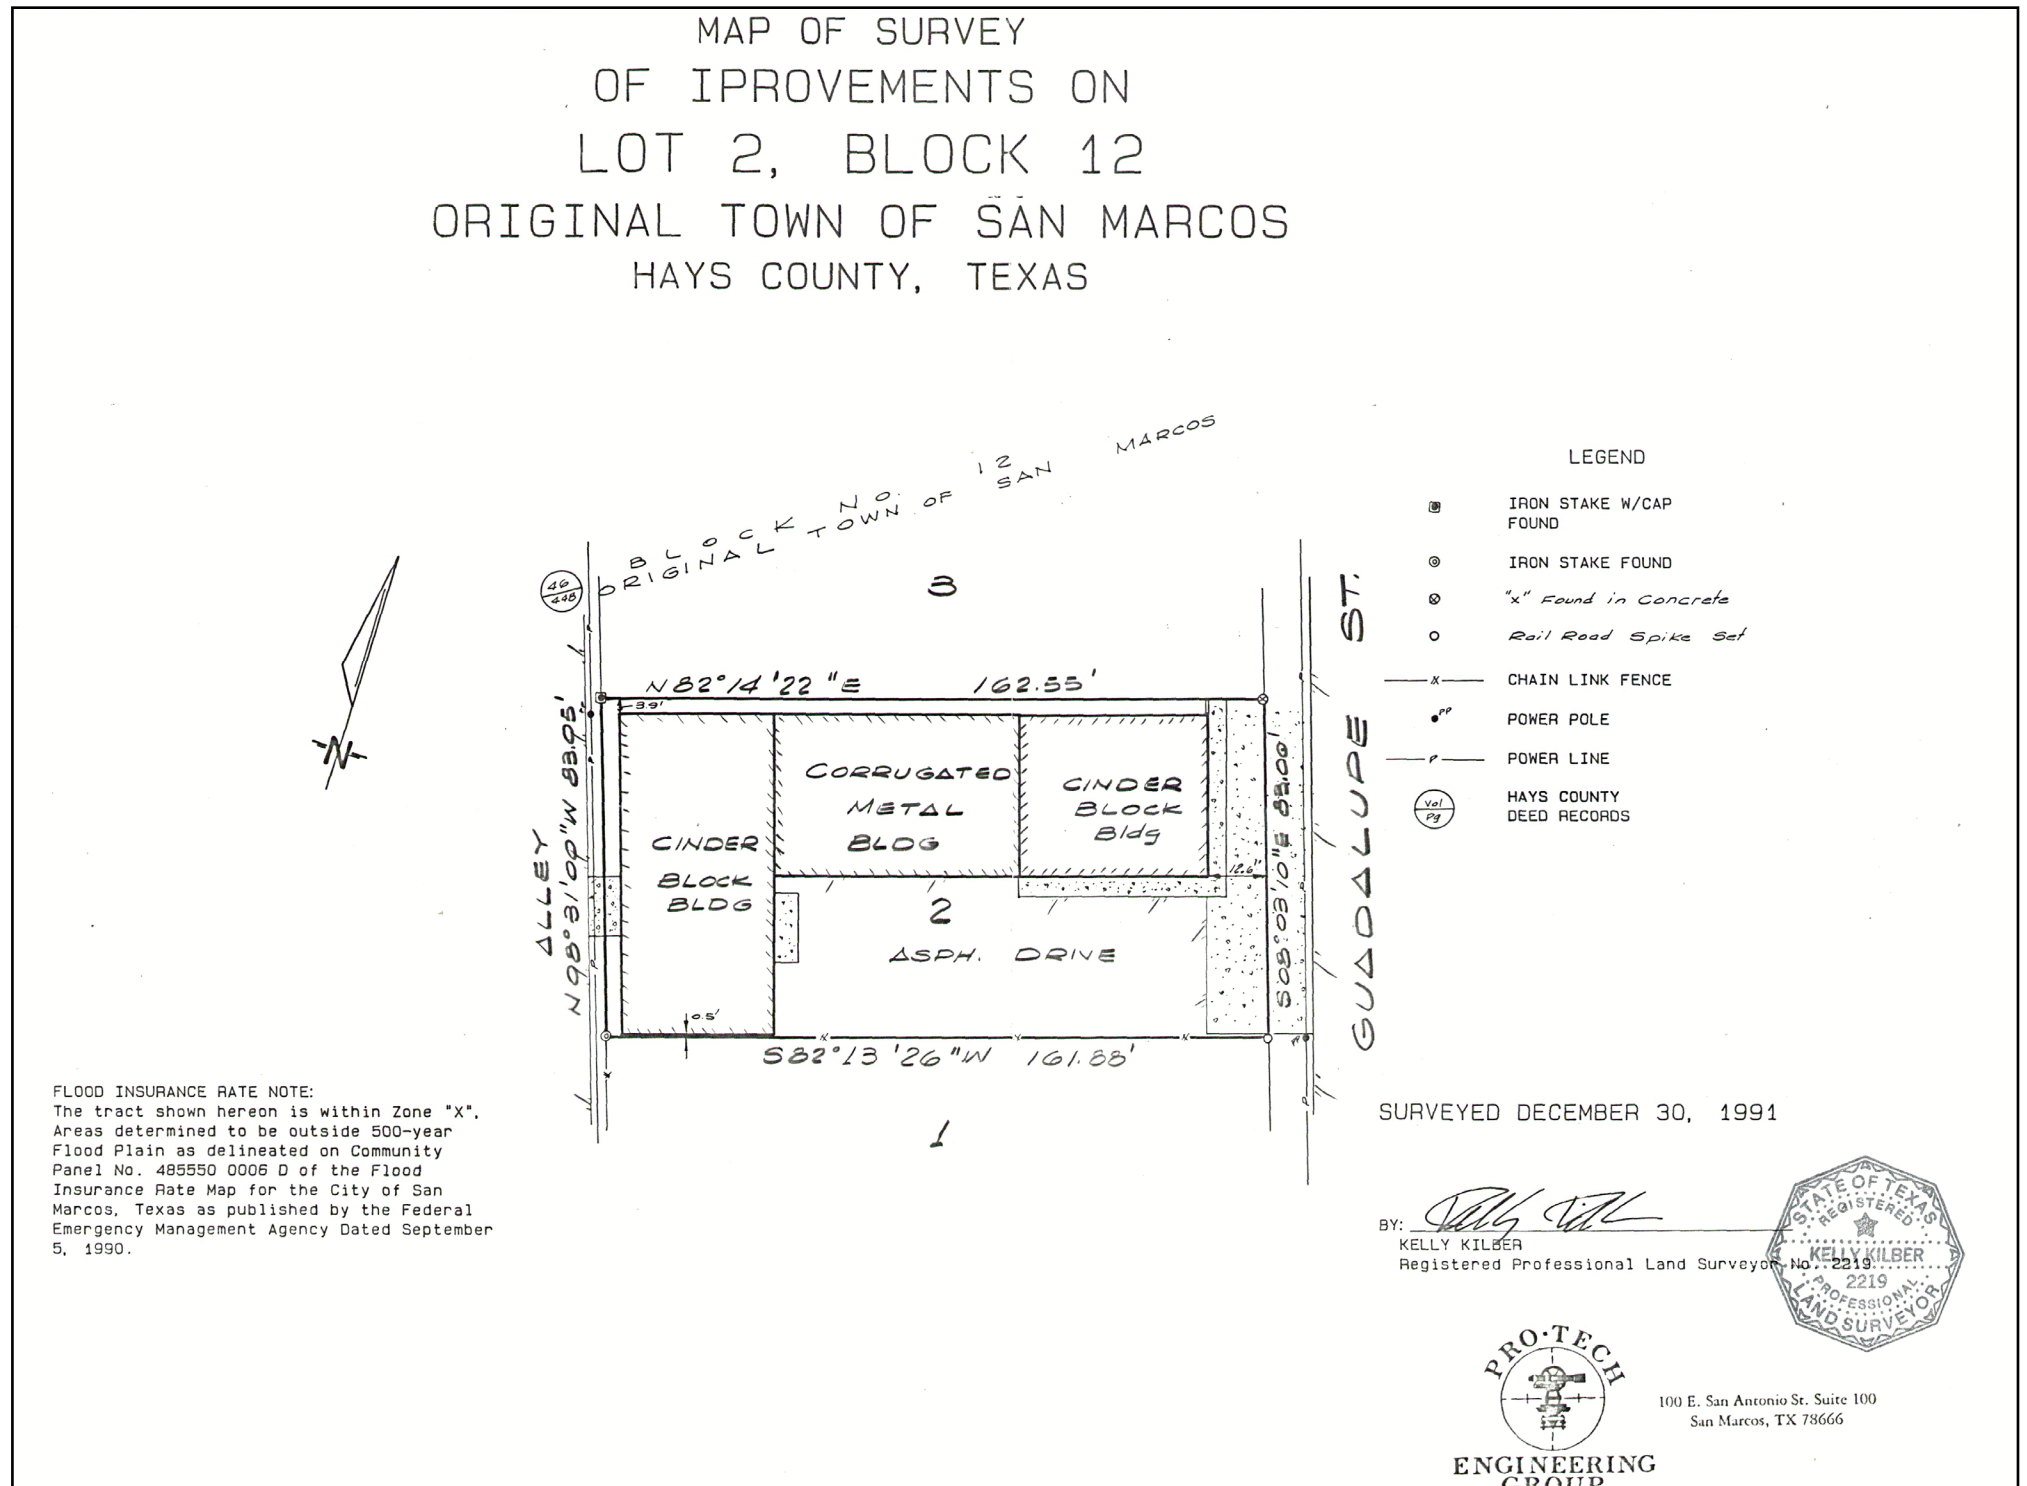 MAP OF SURVEY
OF IPROVEMENTS ON
LOT 2, BLOCK 12
ORIGINAL TOWN OF SAN MARCOS
HAYS COUNTY, TEXAS
BLOCK NO. 12
ORIGINAL TOWN OF SAN MARCOS
46
448
3
N82°14'22"E 162.55'
3.9'
ALLEY
N98°31'00"W 83.05'
CORRUGATED
METAL
BLDG
CINDER
BLOCK
Bldg
CINDER
BLOCK
BLDG
12.6'
2
ASPH. DRIVE
S08°03'10"E
GUADALUPE ST.
0.5'
PP
S82°13'26"W 161.88'
1
LEGEND
IRON STAKE W/CAP
FOUND
IRON STAKE FOUND
"x" Found in Concrete
Rail Road Spike Set
x
CHAIN LINK FENCE
PP
POWER POLE
P
POWER LINE
Vol
Pg
HAYS COUNTY
DEED RECORDS
FLOOD INSURANCE RATE NOTE:
The tract shown hereon is within Zone "X",
Areas determined to be outside 500-year
Flood Plain as delineated on Community
Panel No. 485550 0006 D of the Flood
Insurance Rate Map for the City of San
Marcos, Texas as published by the Federal
Emergency Management Agency Dated September
5, 1990.
SURVEYED DECEMBER 30, 1991
BY:
KELLY KILBER
Registered Professional Land Surveyor No. 2219
STATE OF TEXAS
REGISTERED
KELLY KILBER
2219
PROFESSIONAL
LAND SURVEYOR
PRO·TECH
ENGINEERING
GROUP
100 E. San Antonio St. Suite 100
San Marcos, TX 78666